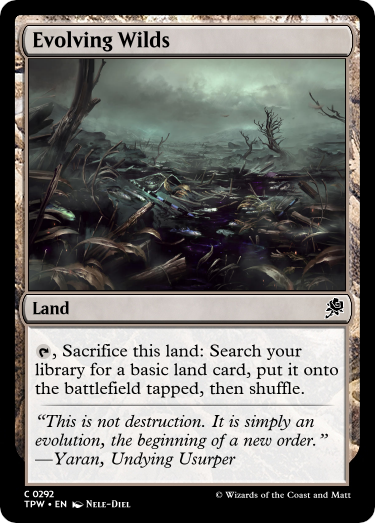 Evolving Wilds
Land
, Sacrifice this land: Search your
library for a basic land card, put it onto
the battlefield tapped, then shuffle.
“This is not destruction. It is simply an
evolution, the beginning of a new order.”
—Yaran, Undying Usurper
C 0292
TPW • EN Nele-Diel
© Wizards of the Coast and Matt